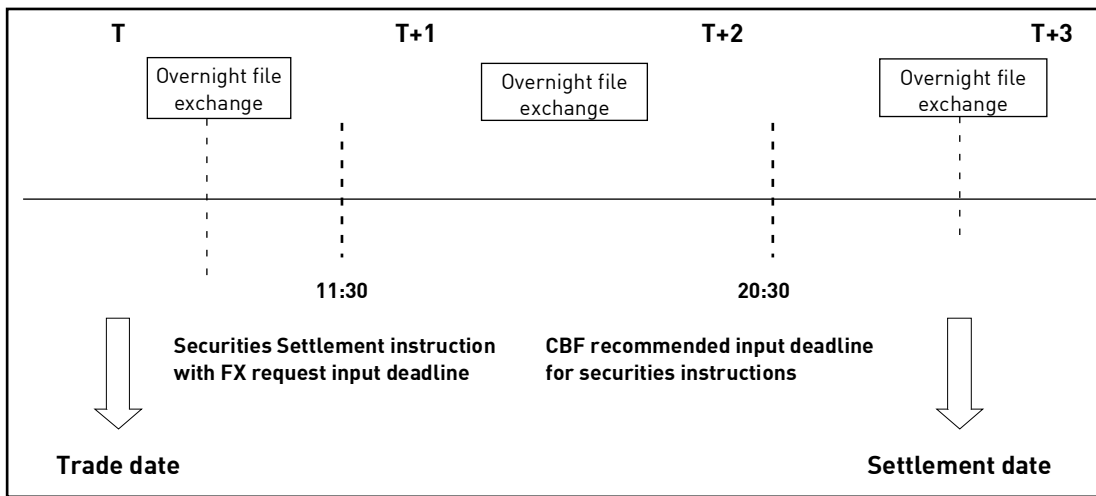 T
T+1
T+2
T+3
Overnight file
exchange
Overnight file
exchange
Overnight file
exchange
11:30
20:30
Securities Settlement instruction
with FX request input deadline
CBF recommended input deadline
for securities instructions
Trade date
Settlement date